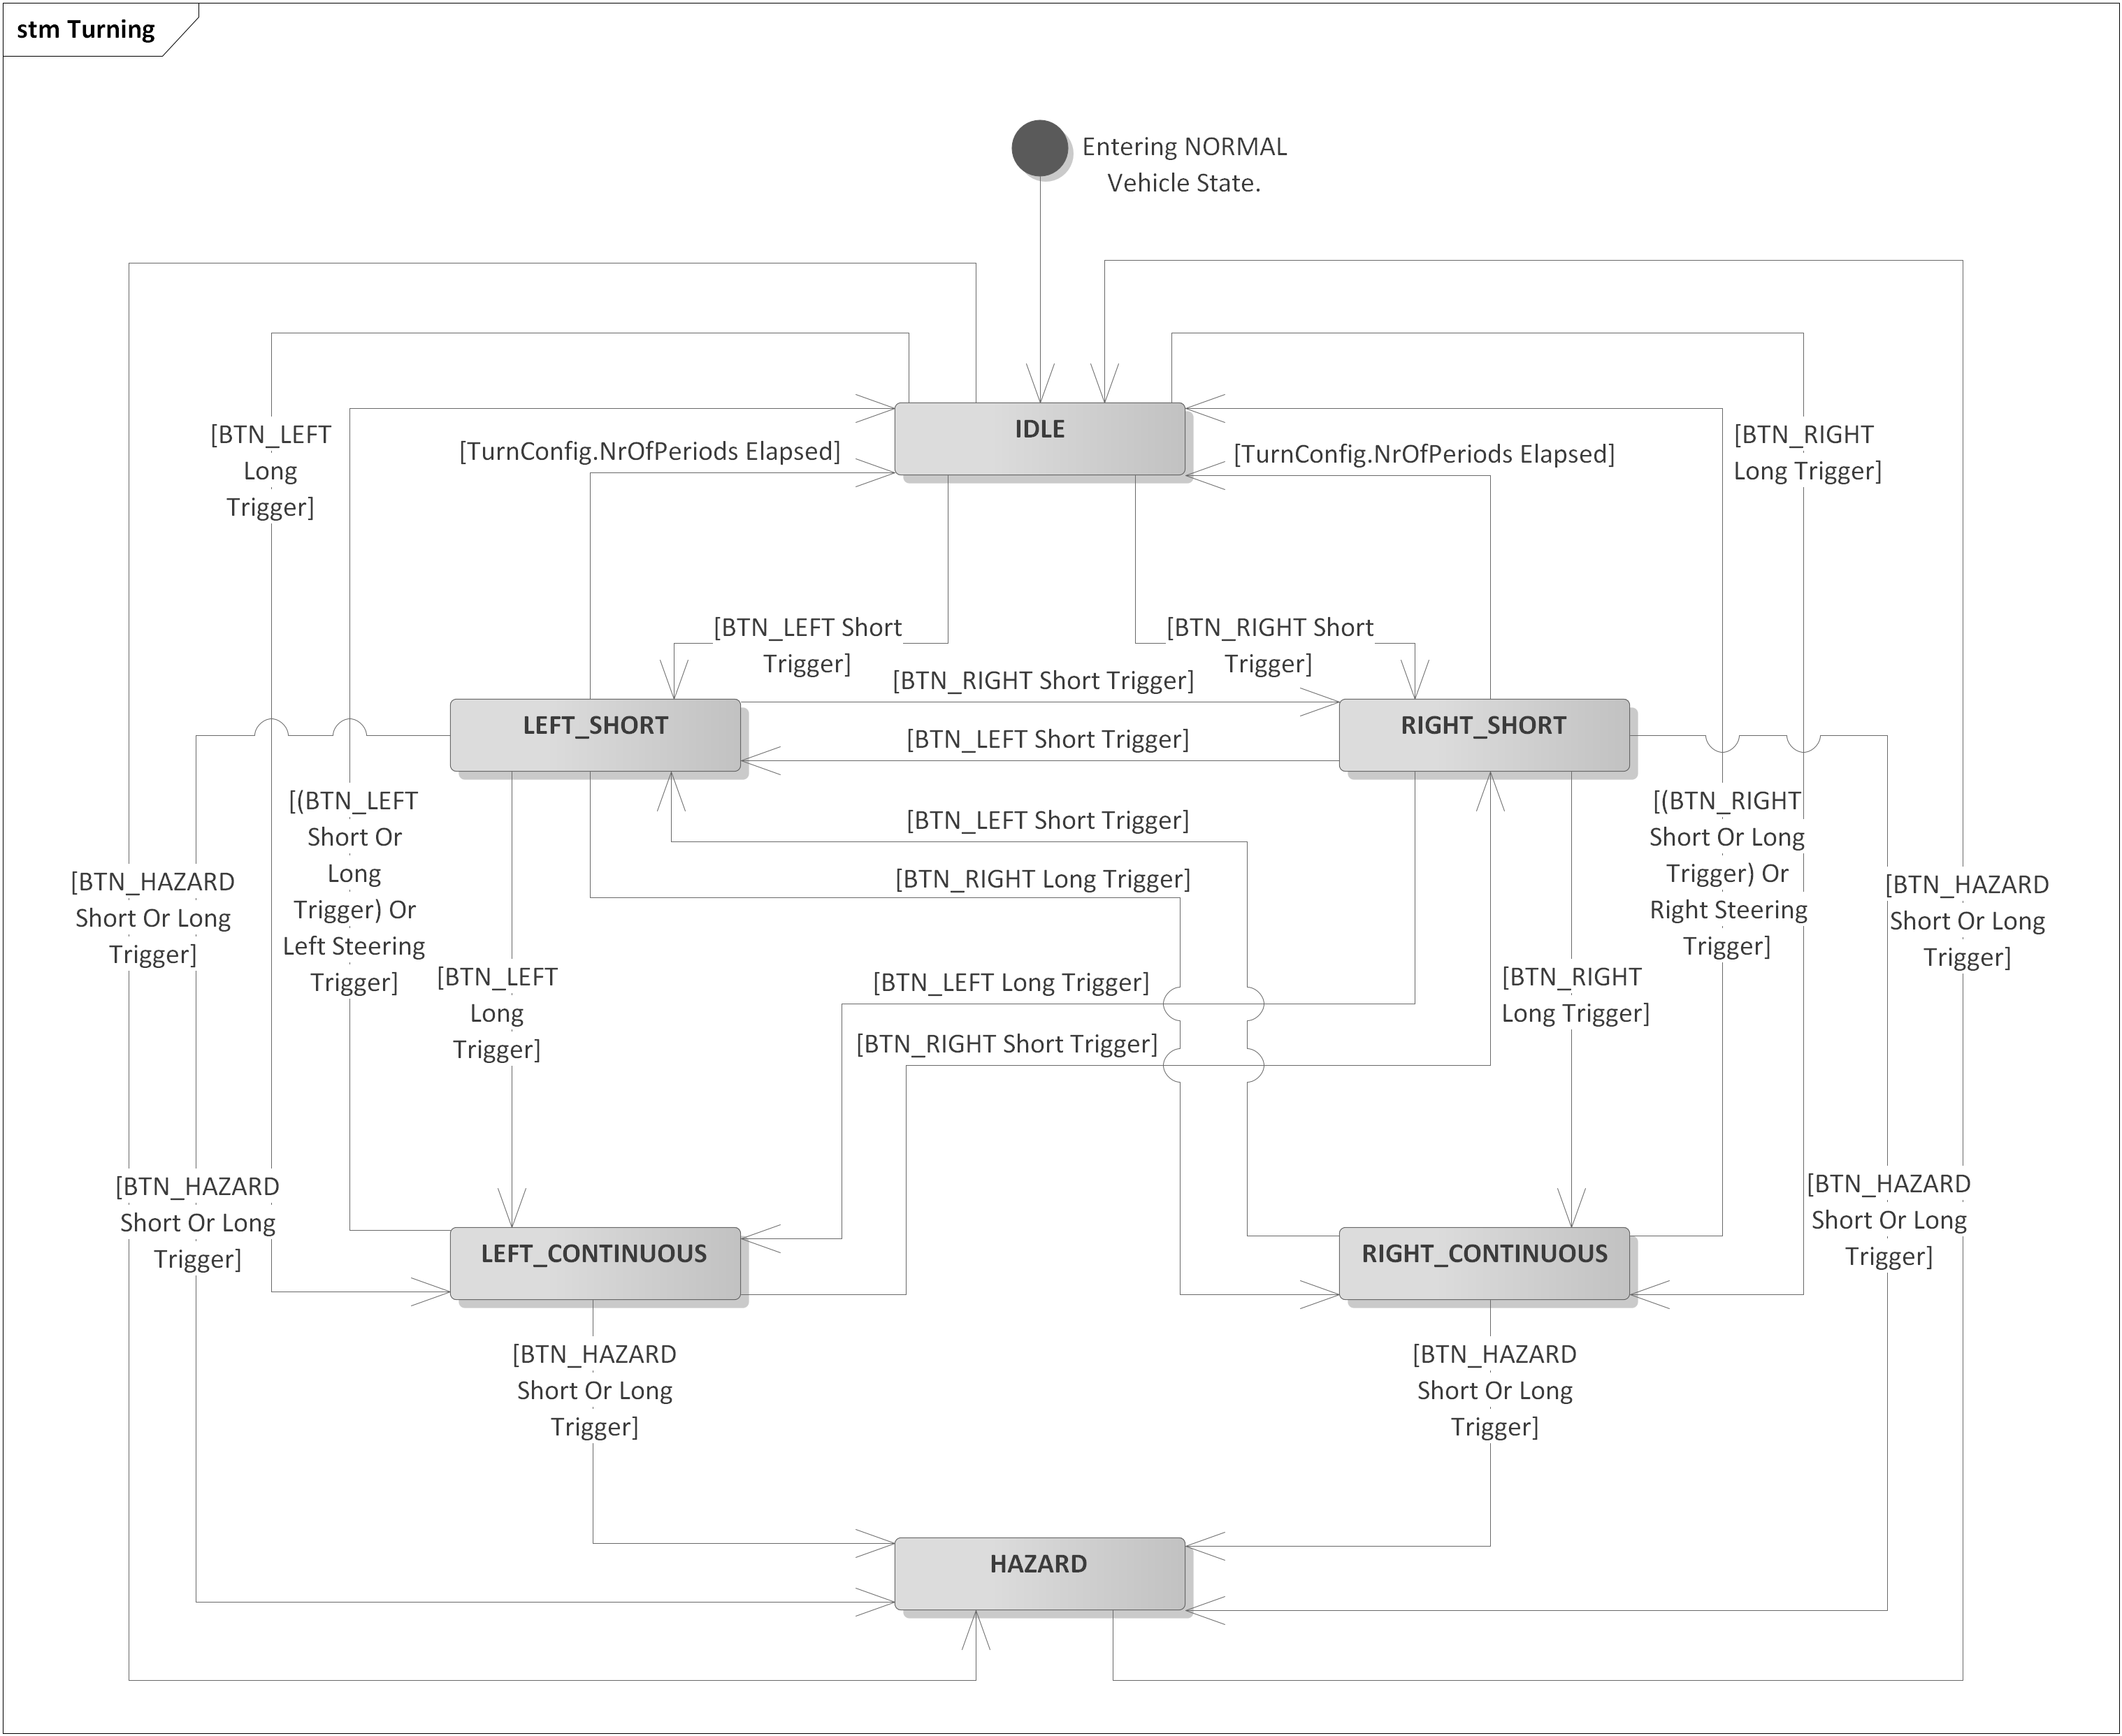 stm Turning
Entering NORMAL
Vehicle State.
IDLE
[BTN_LEFT
Long
Trigger]
[TurnConfig.NrOfPeriods Elapsed]
[TurnConfig.NrOfPeriods Elapsed]
[BTN_RIGHT
Long Trigger]
[BTN_LEFT Short
Trigger]
[BTN_RIGHT Short
Trigger]
[BTN_RIGHT Short Trigger]
LEFT_SHORT
RIGHT_SHORT
[BTN_LEFT Short Trigger]
[(BTN_LEFT
Short Or
Long
Trigger) Or
Left Steering
Trigger]
[BTN_LEFT Short Trigger]
[(BTN_RIGHT
Short Or Long
Trigger) Or
Right Steering
Trigger]
[BTN_HAZARD
Short Or Long
Trigger]
[BTN_RIGHT Long Trigger]
[BTN_HAZARD
Short Or Long
Trigger]
[BTN_LEFT
Long
Trigger]
[BTN_LEFT Long Trigger]
[BTN_RIGHT
Long Trigger]
[BTN_RIGHT Short Trigger]
[BTN_HAZARD
Short Or Long
Trigger]
LEFT_CONTINUOUS
RIGHT_CONTINUOUS
[BTN_HAZARD
Short Or Long
Trigger]
[BTN_HAZARD
Short Or Long
Trigger]
[BTN_HAZARD
Short Or Long
Trigger]
HAZARD